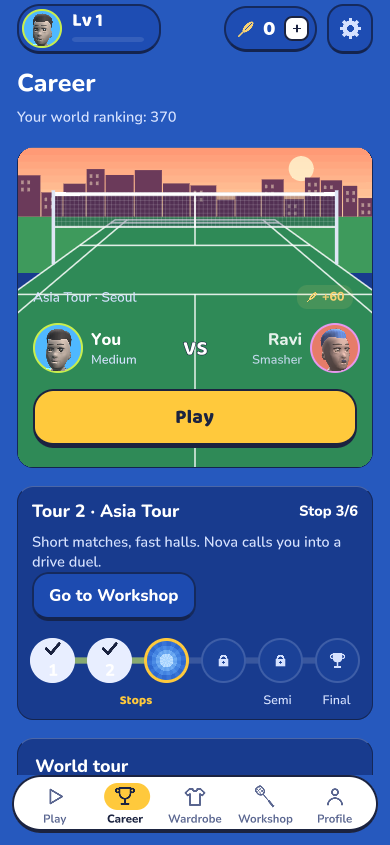 Lv 1
0
+
Career
Your world ranking: 370
Asia Tour · Seoul
+60
You
Medium
VS
Ravi
Smasher
Play
Tour 2 · Asia Tour
Stop 3/6
Short matches, fast halls. Nova calls you into a
drive duel.
Go to Workshop
1
2
Stops
Semi
Final
World tour
Play
Career
Wardrobe
Workshop
Profile